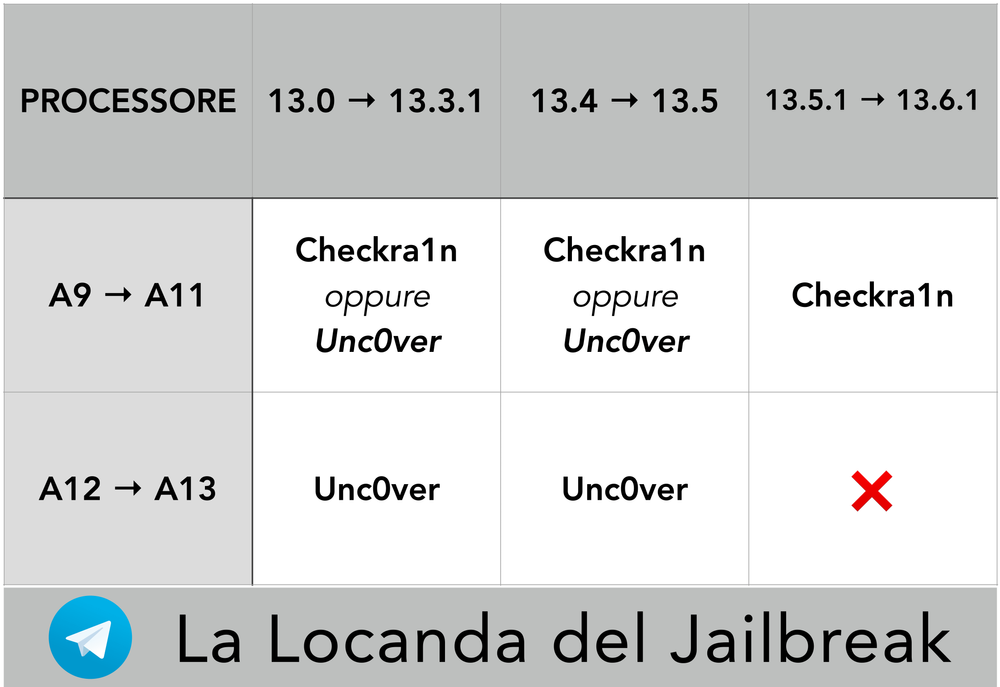 PROCESSORE 13.0 → 13.3.1 13.4 → 13.5 13.5.1 → 13.6.1
A9 → A11
Checkra1n
oppure
Unc0ver
Checkra1n
oppure
Unc0ver
Checkra1n
A12 → A13 Unc0ver Unc0ver ❌
La Locanda del Jailbreak